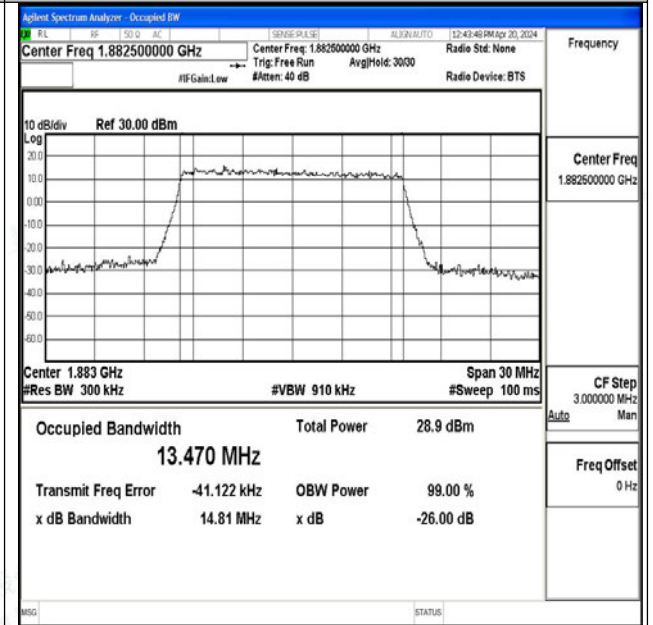 Agilent Spectrum Analyzer - Occupied BW
RL RF 50 Ω AC SENSE:PULSE ALIGN AUTO 12:43:48 PM Apr 20, 2024
Center Freq 1.882500000 GHz
Center Freq: 1.882500000 GHz
Radio Std: None
Trig: Free Run Avg|Hold: 30/30
#IFGain:Low
#Atten: 40 dB
Radio Device: BTS
10 dB/div Ref 30.00 dBm
Log
20.0
10.0
0.00
-10.0
-20.0
-30.0
-40.0
-50.0
-60.0
Center 1.883 GHz
Span 30 MHz
#Res BW 300 kHz
#VBW 910 kHz
#Sweep 100 ms
Occupied Bandwidth
13.470 MHz
Total Power 28.9 dBm
Transmit Freq Error -41.122 kHz
OBW Power 99.00 %
x dB Bandwidth 14.81 MHz
x dB -26.00 dB
MSG
STATUS
Frequency
Center Freq
1.882500000 GHz
CF Step
3.000000 MHz
Auto Man
Freq Offset
0 Hz